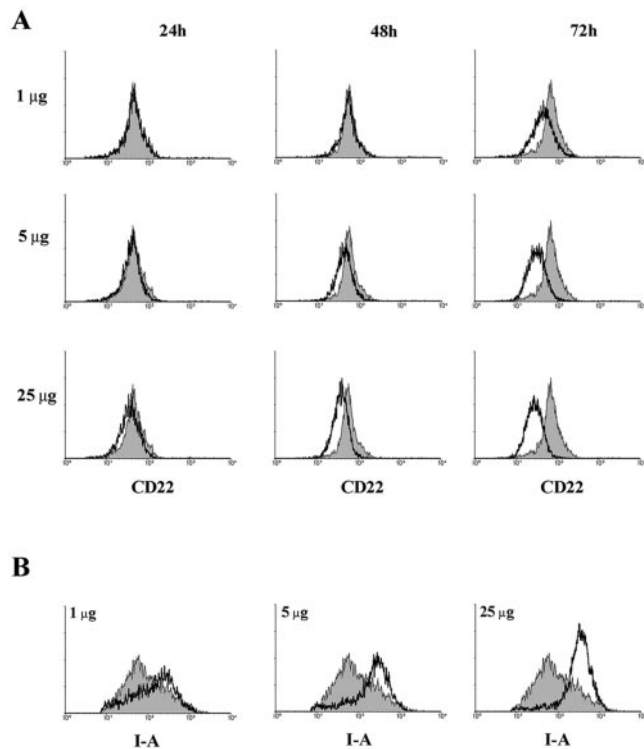 A
24h 48h 72h
1 µg
5 µg
25 µg
CD22 CD22 CD22
B
1 µg 5 µg 25 µg
I-A I-A I-A